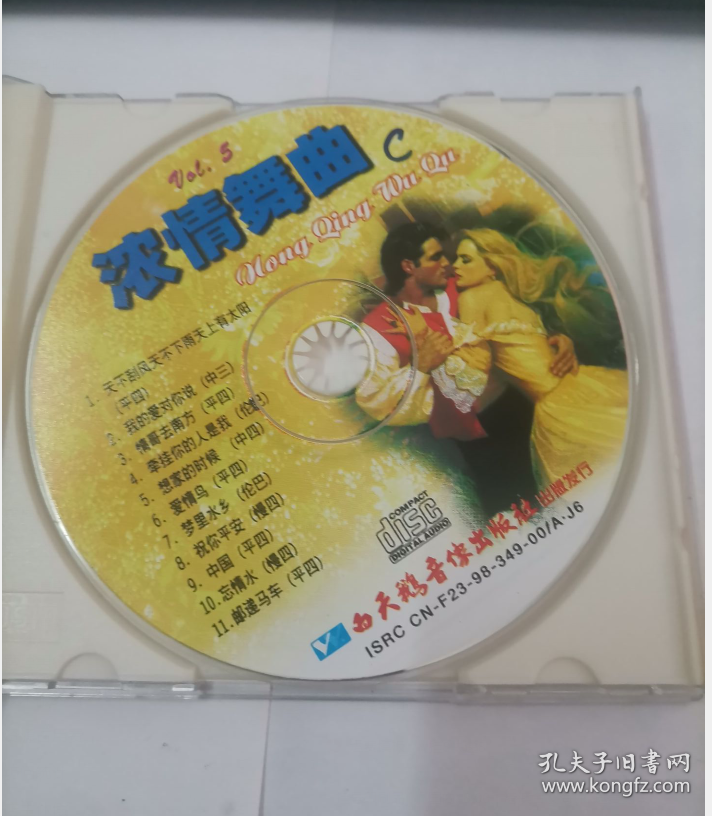 Vol. 5
浓情舞曲 C
Nong Qing Wu Qu
1. 天不刮风天不下雨天上有太阳
(平四)
2. 我的爱对你说 (中三)
3. 情哥去南方 (平四)
4. 牵挂你的人是我 (伦巴)
5. 想家的时候 (中四)
6. 爱情鸟 (平四)
7. 梦里水乡 (伦巴)
8. 祝你平安 (慢四)
9. 中国 (平四)
10. 忘情水 (慢四)
11. 邮递马车 (平四)
COMPACT
disc
DIGITAL AUDIO
白天鹅音像出版社 出版发行
ISRC CN-F23-98-349-00/A·J6
孔夫子旧书网
www.kongfz.com